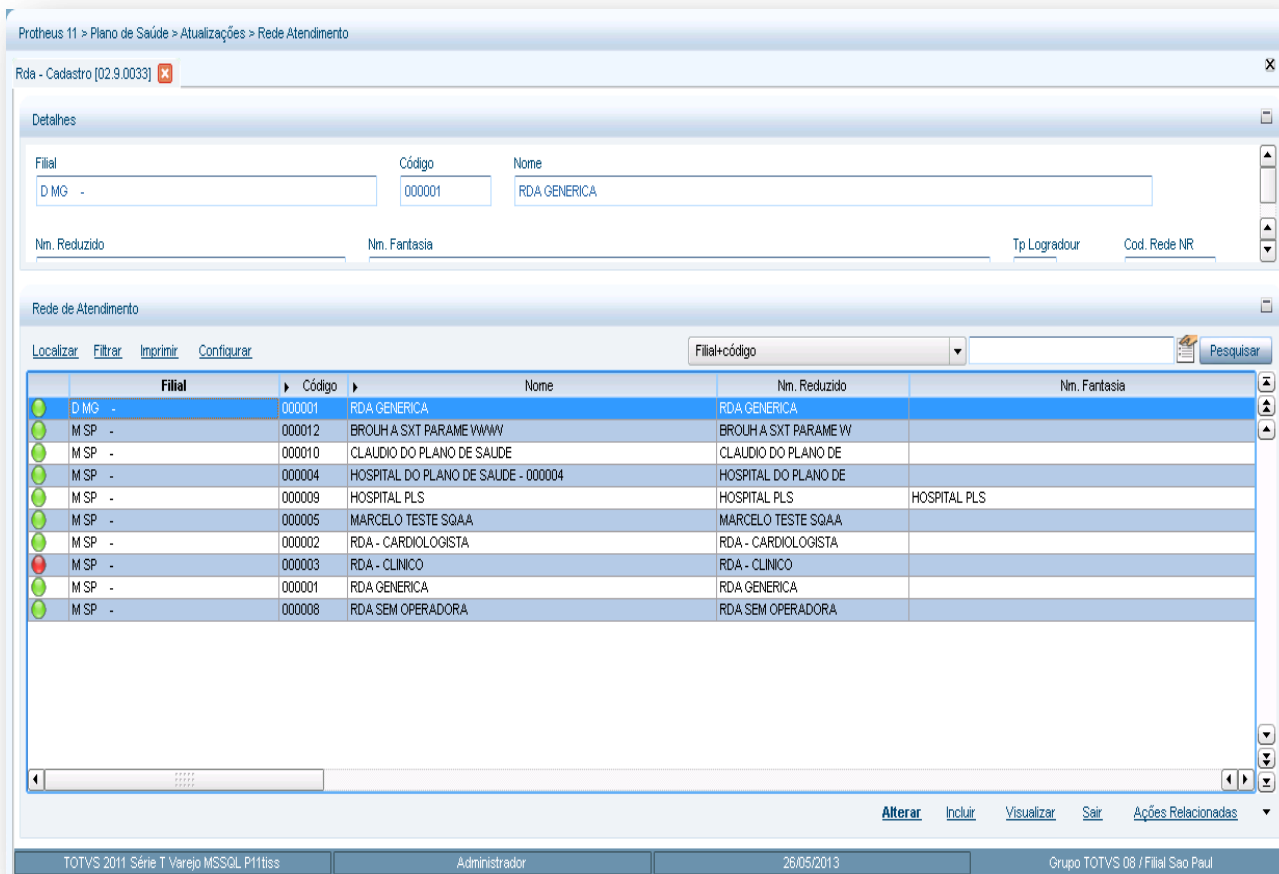 Protheus 11 > Plano de Saúde > Atualizações > Rede Atendimento
Rda - Cadastro [02.9.0033]
Detalhes
Filial Código Nome
D MG - 000001 RDA GENERICA
Nm. Reduzido Nm. Fantasia Tp Logradour Cod. Rede NR
Rede de Atendimento
Localizar Filtrar Imprimir Configurar Filial+código Pesquisar
Filial Código Nome Nm. Reduzido Nm. Fantasia
D MG - 000001 RDA GENERICA RDA GENERICA
M SP - 000012 BROUH A SXT PARAME VWWV BROUH A SXT PARAME W
M SP - 000010 CLAUDIO DO PLANO DE SAUDE CLAUDIO DO PLANO DE
M SP - 000004 HOSPITAL DO PLANO DE SAUDE - 000004 HOSPITAL DO PLANO DE
M SP - 000009 HOSPITAL PLS HOSPITAL PLS HOSPITAL PLS
M SP - 000005 MARCELO TESTE SQAA MARCELO TESTE SQAA
M SP - 000002 RDA - CARDIOLOGISTA RDA - CARDIOLOGISTA
M SP - 000003 RDA - CLINICO RDA - CLINICO
M SP - 000001 RDA GENERICA RDA GENERICA
M SP - 000008 RDA SEM OPERADORA RDA SEM OPERADORA
Alterar Incluir Visualizar Sair Ações Relacionadas
TOTVS 2011 Série T Varejo MSSQL P11tiss Administrador 26/05/2013 Grupo TOTVS 08 / Filial Sao Paul